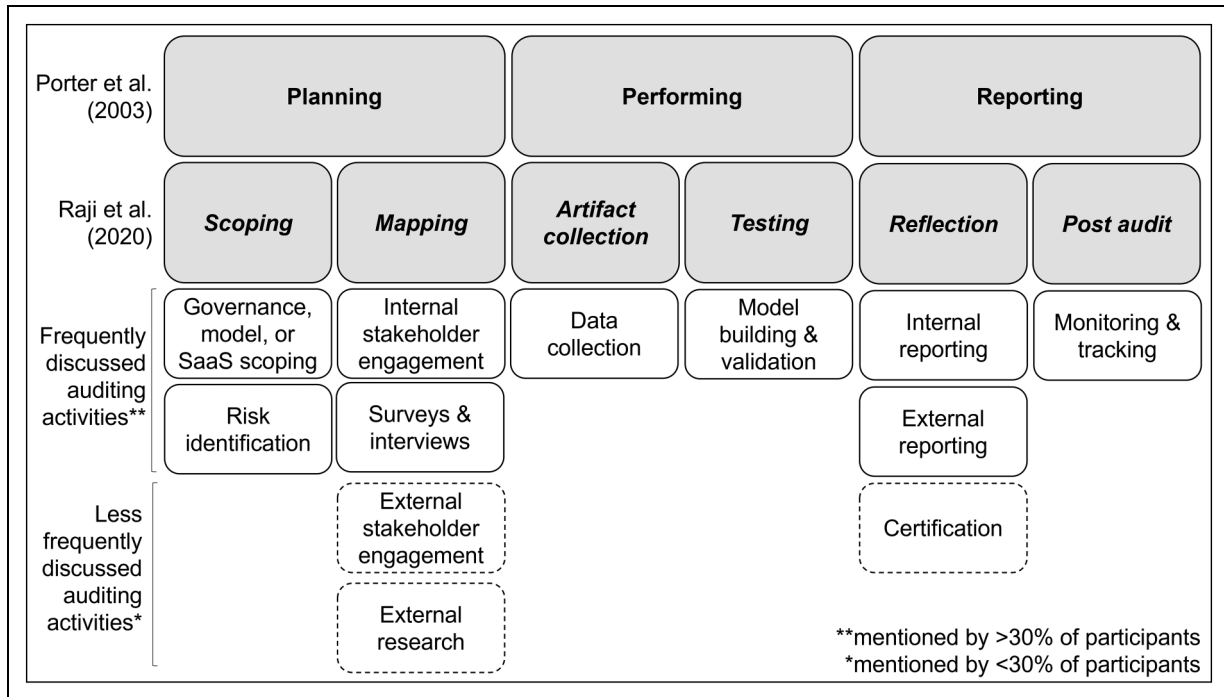 Porter et al.
(2003)
Planning
Performing
Reporting
Raji et al.
(2020)
Scoping
Mapping
Artifact
collection
Testing
Reflection
Post audit
Frequently
discussed
auditing
activities**
Governance,
model, or
SaaS scoping
Internal
stakeholder
engagement
Data
collection
Model
building &
validation
Internal
reporting
Monitoring &
tracking
Risk
identification
Surveys &
interviews
External
reporting
Less
frequently
discussed
auditing
activities*
External
stakeholder
engagement
Certification
External
research
**mentioned by >30% of participants
*mentioned by <30% of participants